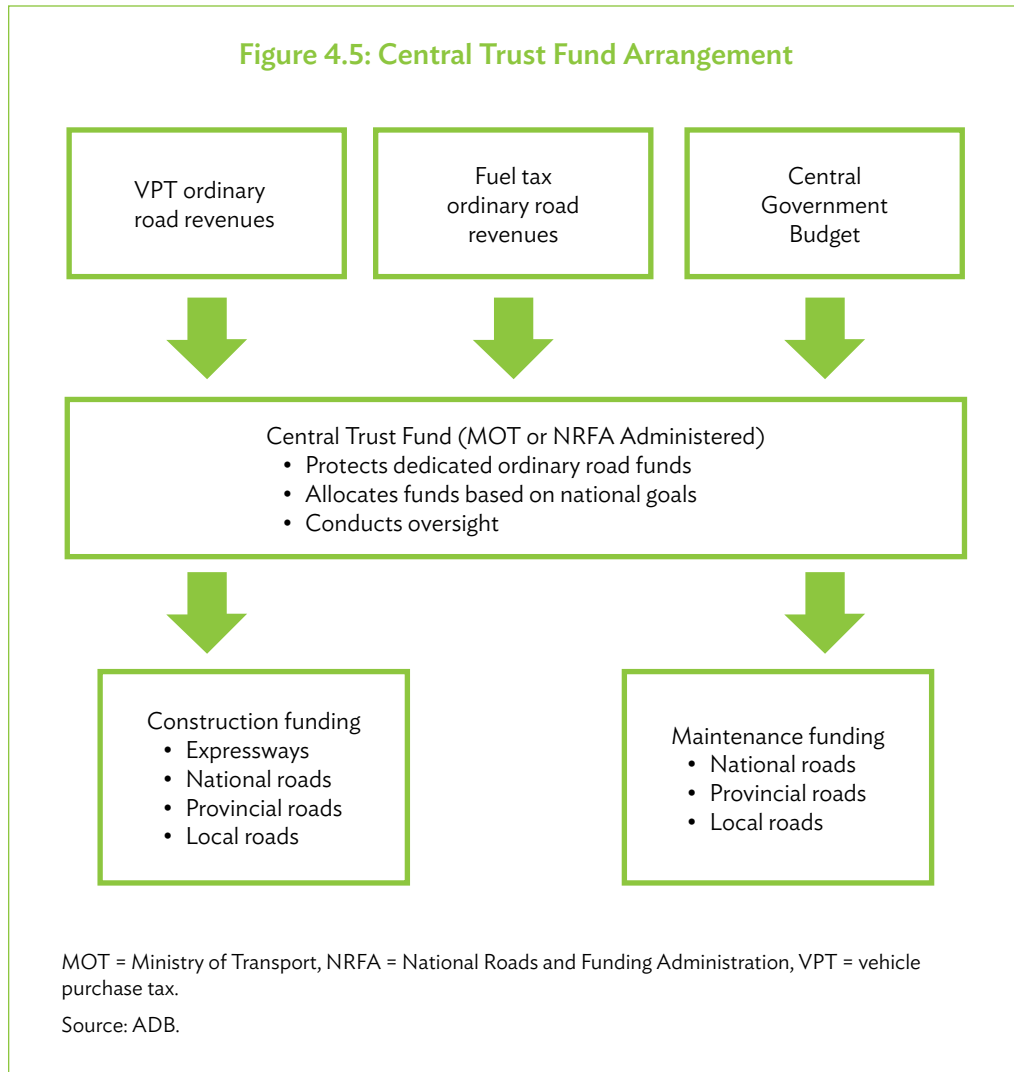 Figure 4.5: Central Trust Fund Arrangement
VPT ordinary
road revenues
Fuel tax
ordinary road
revenues
Central
Government
Budget
Central Trust Fund (MOT or NRFA Administered)
• Protects dedicated ordinary road funds
• Allocates funds based on national goals
• Conducts oversight
Construction funding
• Expressways
• National roads
• Provincial roads
• Local roads
Maintenance funding
• National roads
• Provincial roads
• Local roads
MOT = Ministry of Transport, NRFA = National Roads and Funding Administration, VPT = vehicle
purchase tax.
Source: ADB.